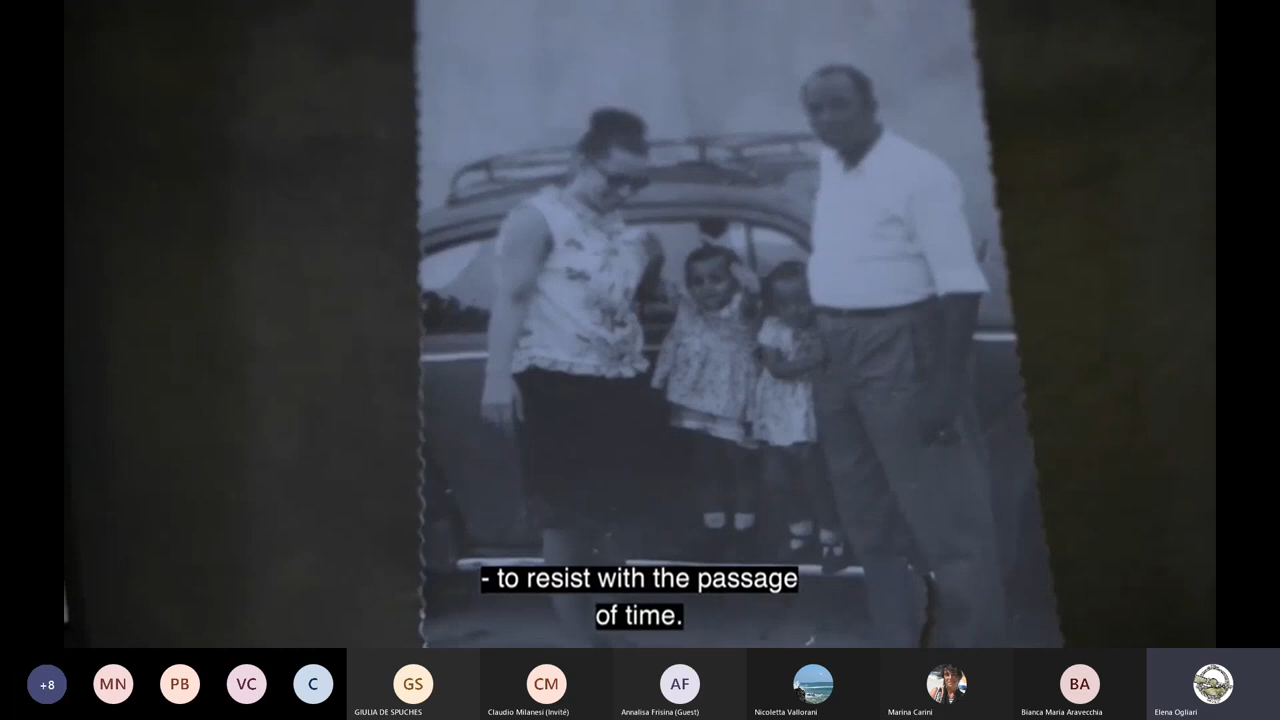 - to resist with the passage
of time.
+8
MN
PB
VC
C
GS
GIULIA DE SPUCHES
CM
Claudio Milanesi (Invité)
AF
Annalisa Frisina (Guest)
Nicoletta Vallorani
Marina Carini
BA
Bianca Maria Aravecchia
Elena Ogliari